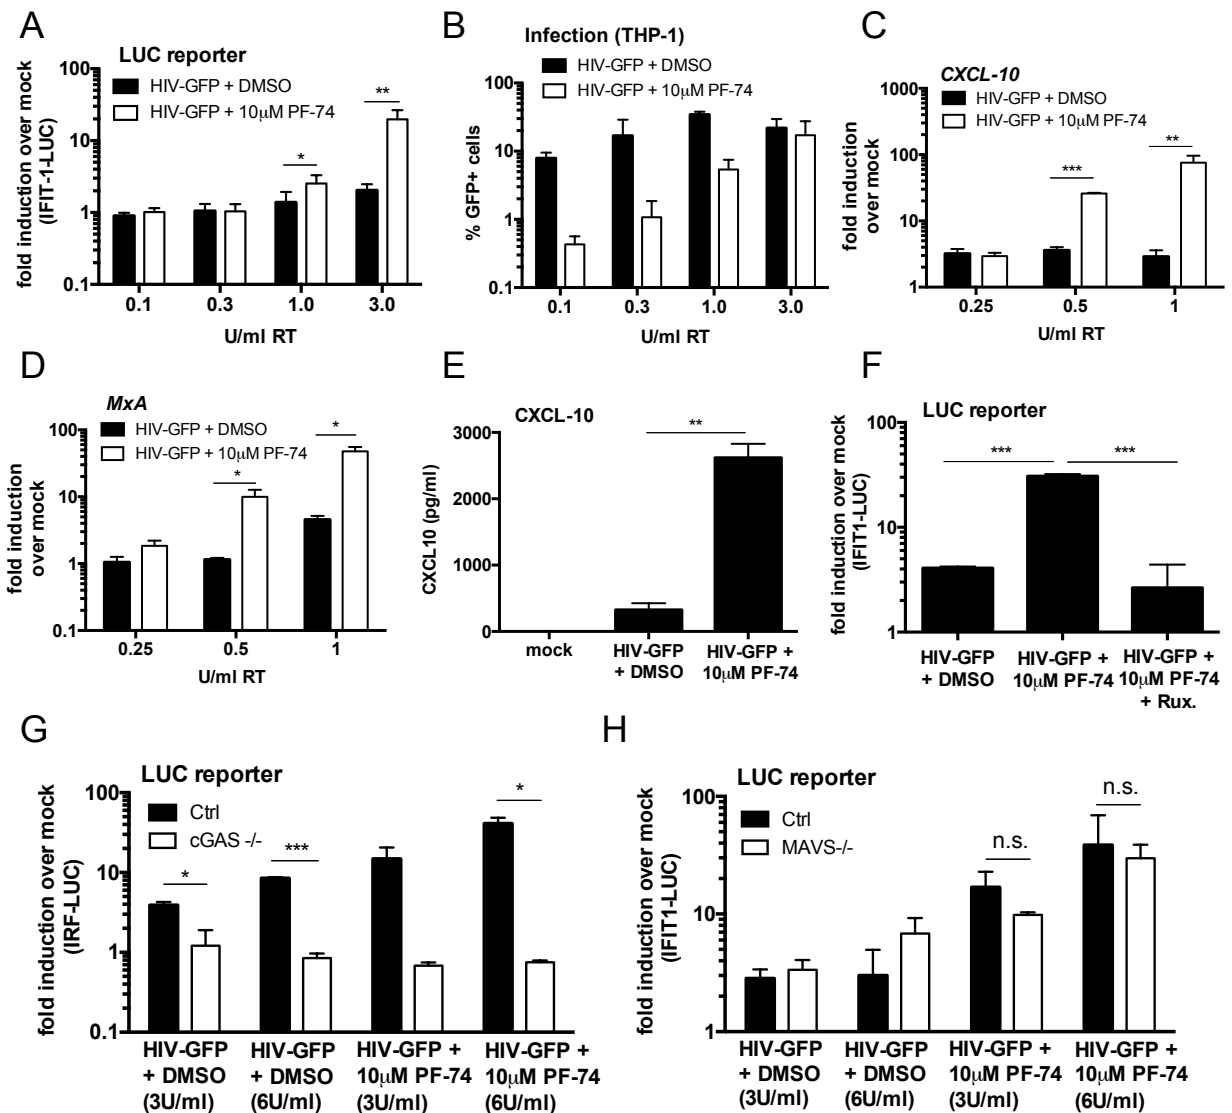 A
LUC reporter
HIV-GFP + DMSO
HIV-GFP + 10µM PF-74
fold induction over mock
(IFIT-1-LUC)
100
10
1
0.1
*
**
0.1
0.3
1.0
3.0
U/ml RT
B
Infection (THP-1)
HIV-GFP + DMSO
HIV-GFP + 10µM PF-74
% GFP+ cells
100
10
1
0.1
0.1
0.3
1.0
3.0
U/ml RT
C
CXCL-10
HIV-GFP + DMSO
HIV-GFP + 10µM PF-74
fold induction
over mock
1000
100
10
1
***
**
0.25
0.5
1
U/ml RT
D
MxA
HIV-GFP + DMSO
HIV-GFP + 10µM PF-74
fold induction
over mock
100
10
1
0.1
*
*
0.25
0.5
1
U/ml RT
E
CXCL-10
CXCL10 (pg/ml)
3000
2000
1000
0
**
mock
HIV-GFP
+ DMSO
HIV-GFP +
10µM PF-74
F
LUC reporter
fold induction over mock
(IFIT1-LUC)
100
10
1
***
***
HIV-GFP
+ DMSO
HIV-GFP +
10µM PF-74
HIV-GFP +
10µM PF-74
+ Rux.
G
LUC reporter
Ctrl
cGAS -/-
fold induction over mock
(IRF-LUC)
100
10
1
0.1
*
***
*
HIV-GFP
+ DMSO
(3U/ml)
HIV-GFP
+ DMSO
(6U/ml)
HIV-GFP +
10µM PF-74
(3U/ml)
HIV-GFP +
10µM PF-74
(6U/ml)
H
LUC reporter
Ctrl
MAVS-/-
fold induction over mock
(IFIT1-LUC)
100
10
1
n.s.
n.s.
HIV-GFP
+ DMSO
(3U/ml)
HIV-GFP
+ DMSO
(6U/ml)
HIV-GFP +
10µM PF-74
(3U/ml)
HIV-GFP +
10µM PF-74
(6U/ml)